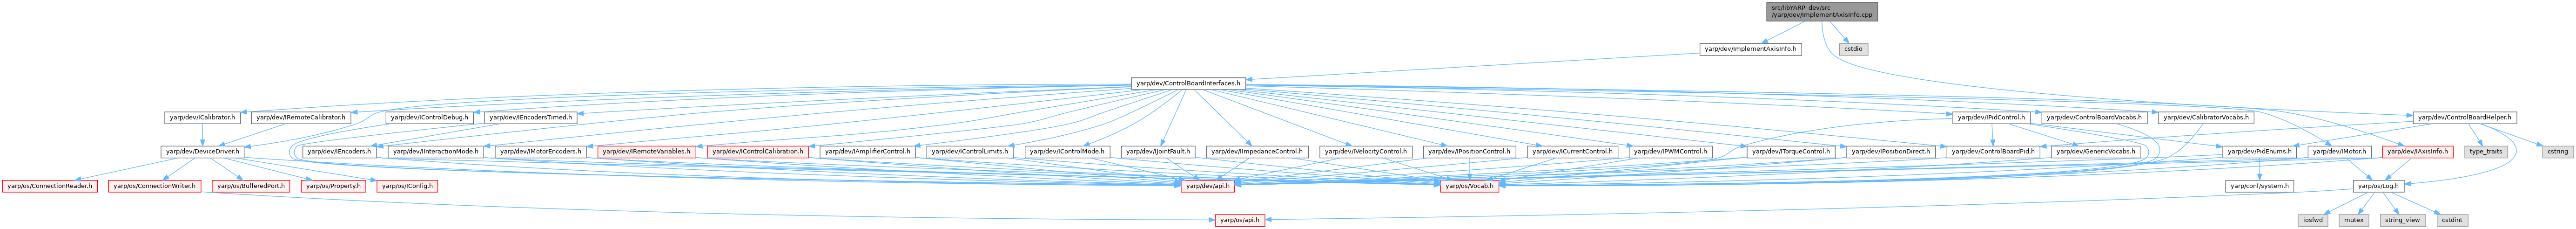 src/libYARP_dev/src
/yarp/dev/ImplementAxisInfo.cpp
yarp/dev/ImplementAxisInfo.h
cstdio
yarp/dev/ControlBoardInterfaces.h
yarp/dev/ICalibrator.h
yarp/dev/IRemoteCalibrator.h
yarp/dev/IControlDebug.h
yarp/dev/IEncodersTimed.h
yarp/dev/IPidControl.h
yarp/dev/ControlBoardVocabs.h
yarp/dev/CalibratorVocabs.h
yarp/dev/ControlBoardHelper.h
yarp/dev/DeviceDriver.h
yarp/dev/IEncoders.h
yarp/dev/IInteractionMode.h
yarp/dev/IMotorEncoders.h
yarp/dev/IRemoteVariables.h
yarp/dev/IControlCalibration.h
yarp/dev/IAmplifierControl.h
yarp/dev/IControlLimits.h
yarp/dev/IControlMode.h
yarp/dev/IJointFault.h
yarp/dev/IImpedanceControl.h
yarp/dev/IVelocityControl.h
yarp/dev/IPositionControl.h
yarp/dev/ICurrentControl.h
yarp/dev/IPWMControl.h
yarp/dev/ITorqueControl.h
yarp/dev/IPositionDirect.h
yarp/dev/ControlBoardPid.h
yarp/dev/GenericVocabs.h
yarp/dev/PidEnums.h
yarp/dev/IMotor.h
yarp/dev/IAxisInfo.h
type_traits
cstring
yarp/os/ConnectionReader.h
yarp/os/ConnectionWriter.h
yarp/os/BufferedPort.h
yarp/os/Property.h
yarp/os/IConfig.h
yarp/dev/api.h
yarp/os/Vocab.h
yarp/conf/system.h
yarp/os/Log.h
yarp/os/api.h
iosfwd
mutex
string_view
cstdint